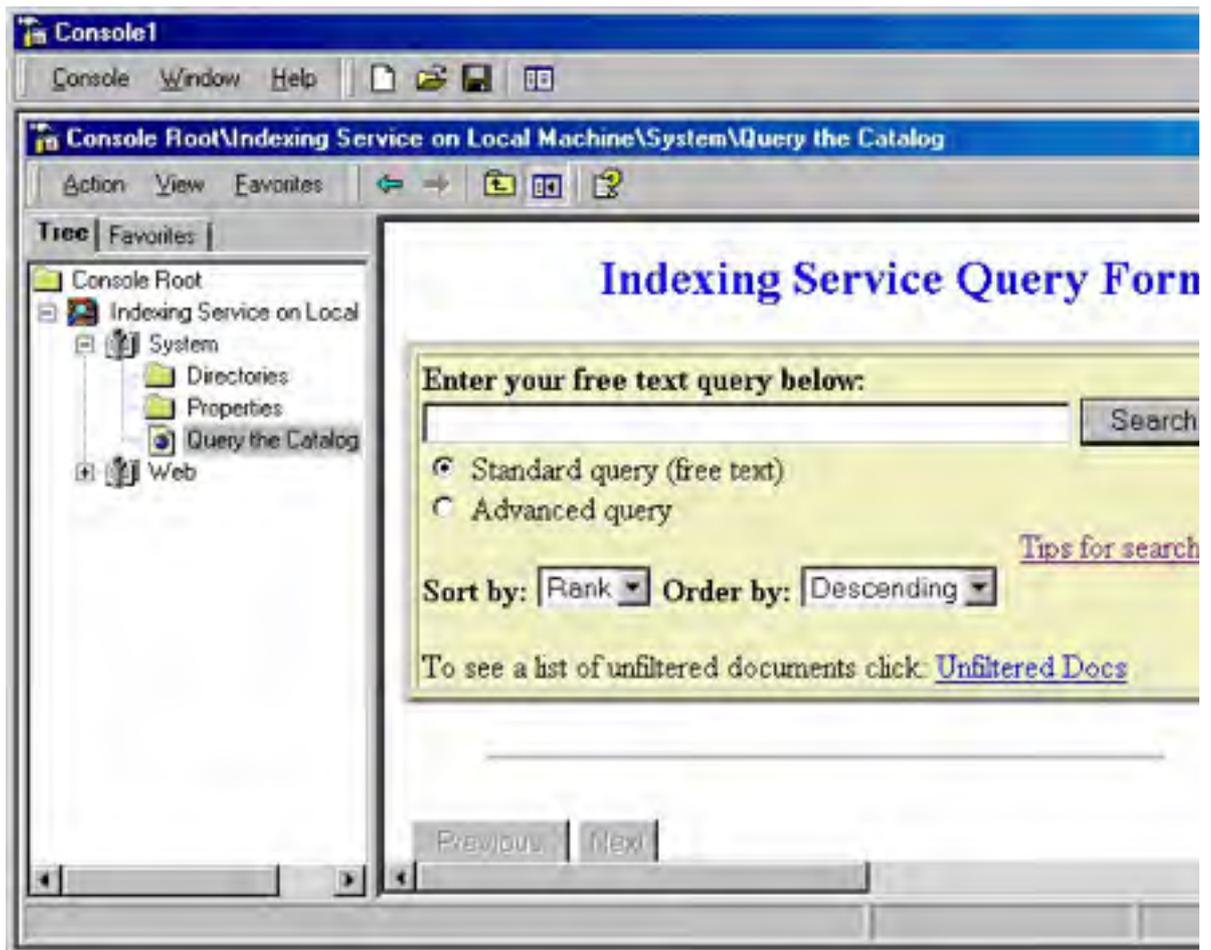 Console1
Console Window Help
Console Root\Indexing Service on Local Machine\System\Query the Catalog
Action View Favorites
Tree Favorites
Console Root
Indexing Service on Local
System
Directories
Properties
Query the Catalog
Web
Indexing Service Query Form
Enter your free text query below:
Search
Standard query (free text)
Advanced query
Tips for search
Sort by: Rank Order by: Descending
To see a list of unfiltered documents click: Unfiltered Docs
Previous Next